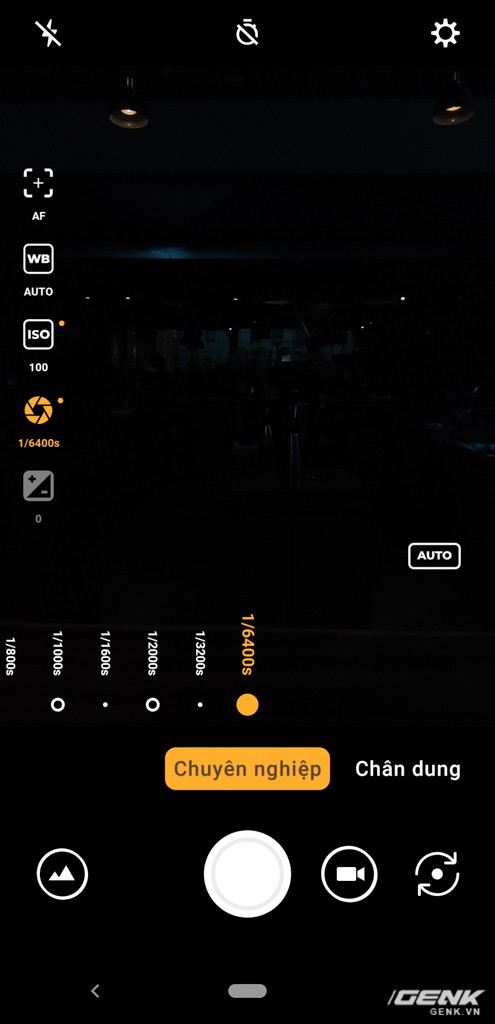 AF
WB
AUTO
ISO
100
1/6400s
0
AUTO
1/800s
1/1000s
1/1600s
1/2000s
1/3200s
1/6400s
Chuyên nghiệp
Chân dung
GENK
GENK.VN